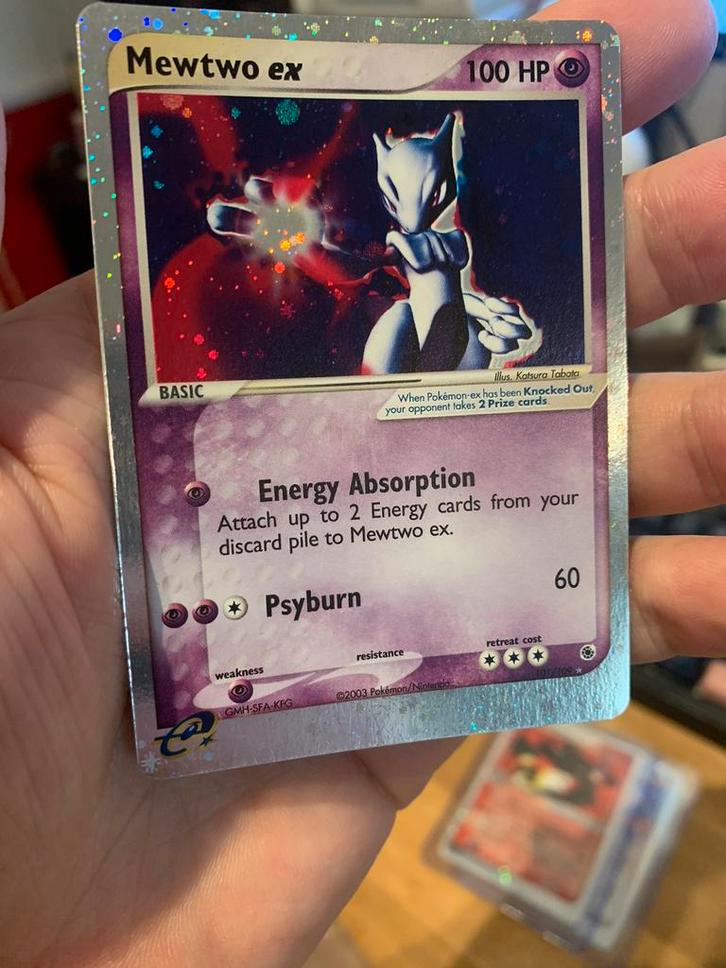 Mewtwo ex 100 HP
Illus. Katsura Tabata
BASIC
When Pokémon-ex has been Knocked Out,
your opponent takes 2 Prize cards.
Energy Absorption
Attach up to 2 Energy cards from your
discard pile to Mewtwo ex.
Psyburn 60
weakness resistance retreat cost
GMH-SFA-KFG ©2003 Pokémon/Nintendo
e